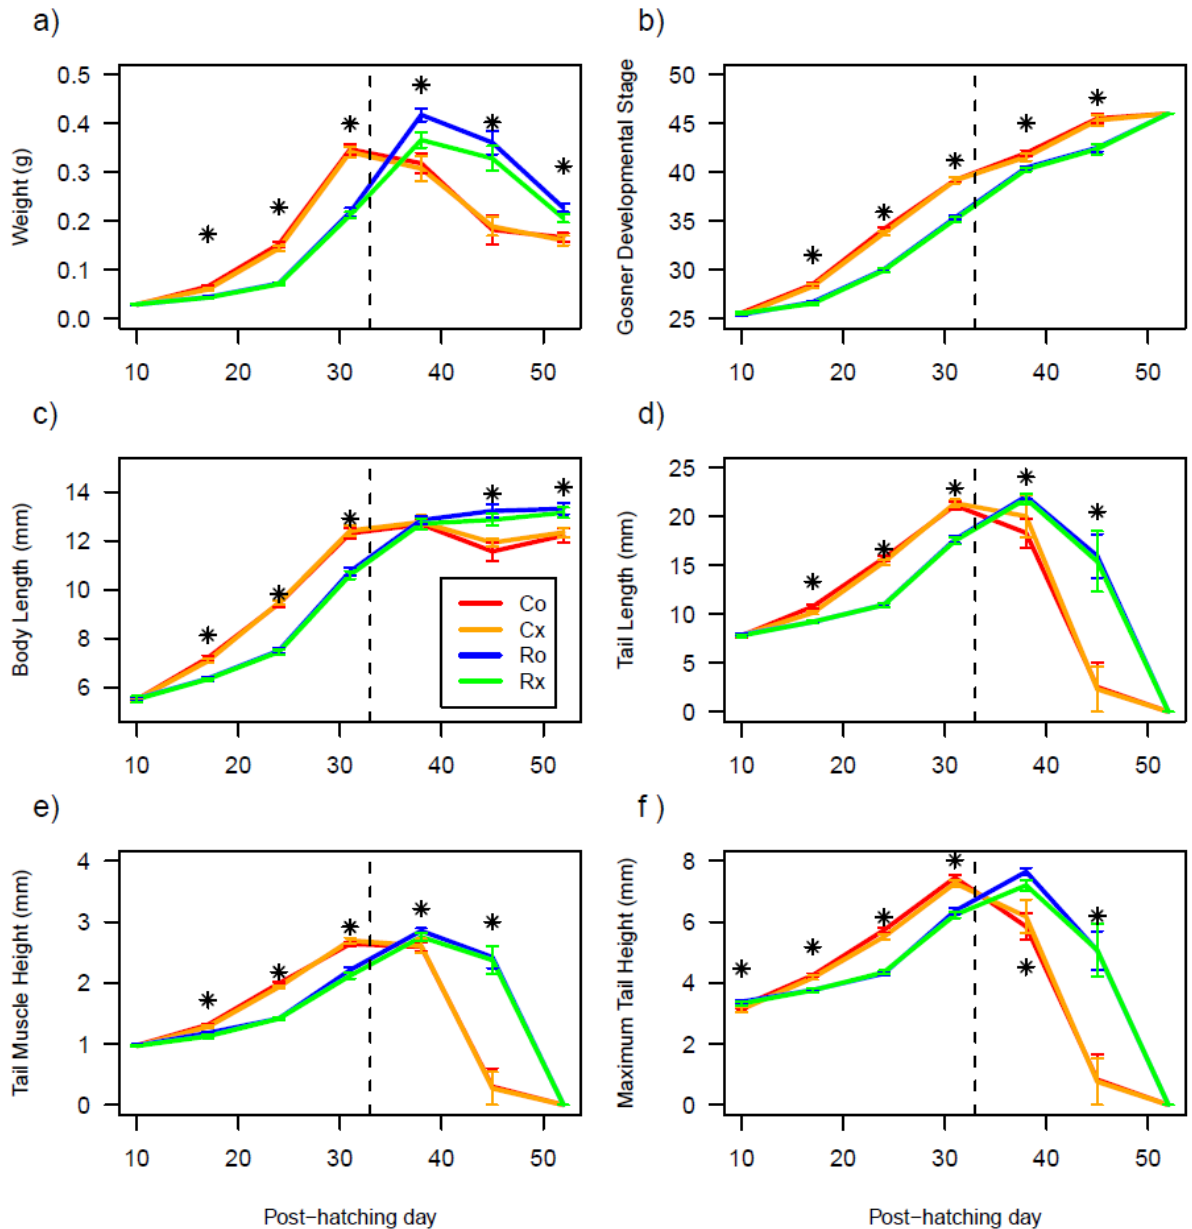 a)
Weight (g)
0.5
0.4
0.3
0.2
0.1
0.0
10 20 30 40 50
b)
Gosner Developmental Stage
50
45
40
35
30
25
10 20 30 40 50
c)
Body Length (mm)
14
12
10
8
6
Co
Cx
Ro
Rx
10 20 30 40 50
d)
Tail Length (mm)
25
20
15
10
5
0
10 20 30 40 50
e)
Tail Muscle Height (mm)
4
3
2
1
0
10 20 30 40 50
Post−hatching day
f )
Maximum Tail Height (mm)
8
6
4
2
0
10 20 30 40 50
Post−hatching day